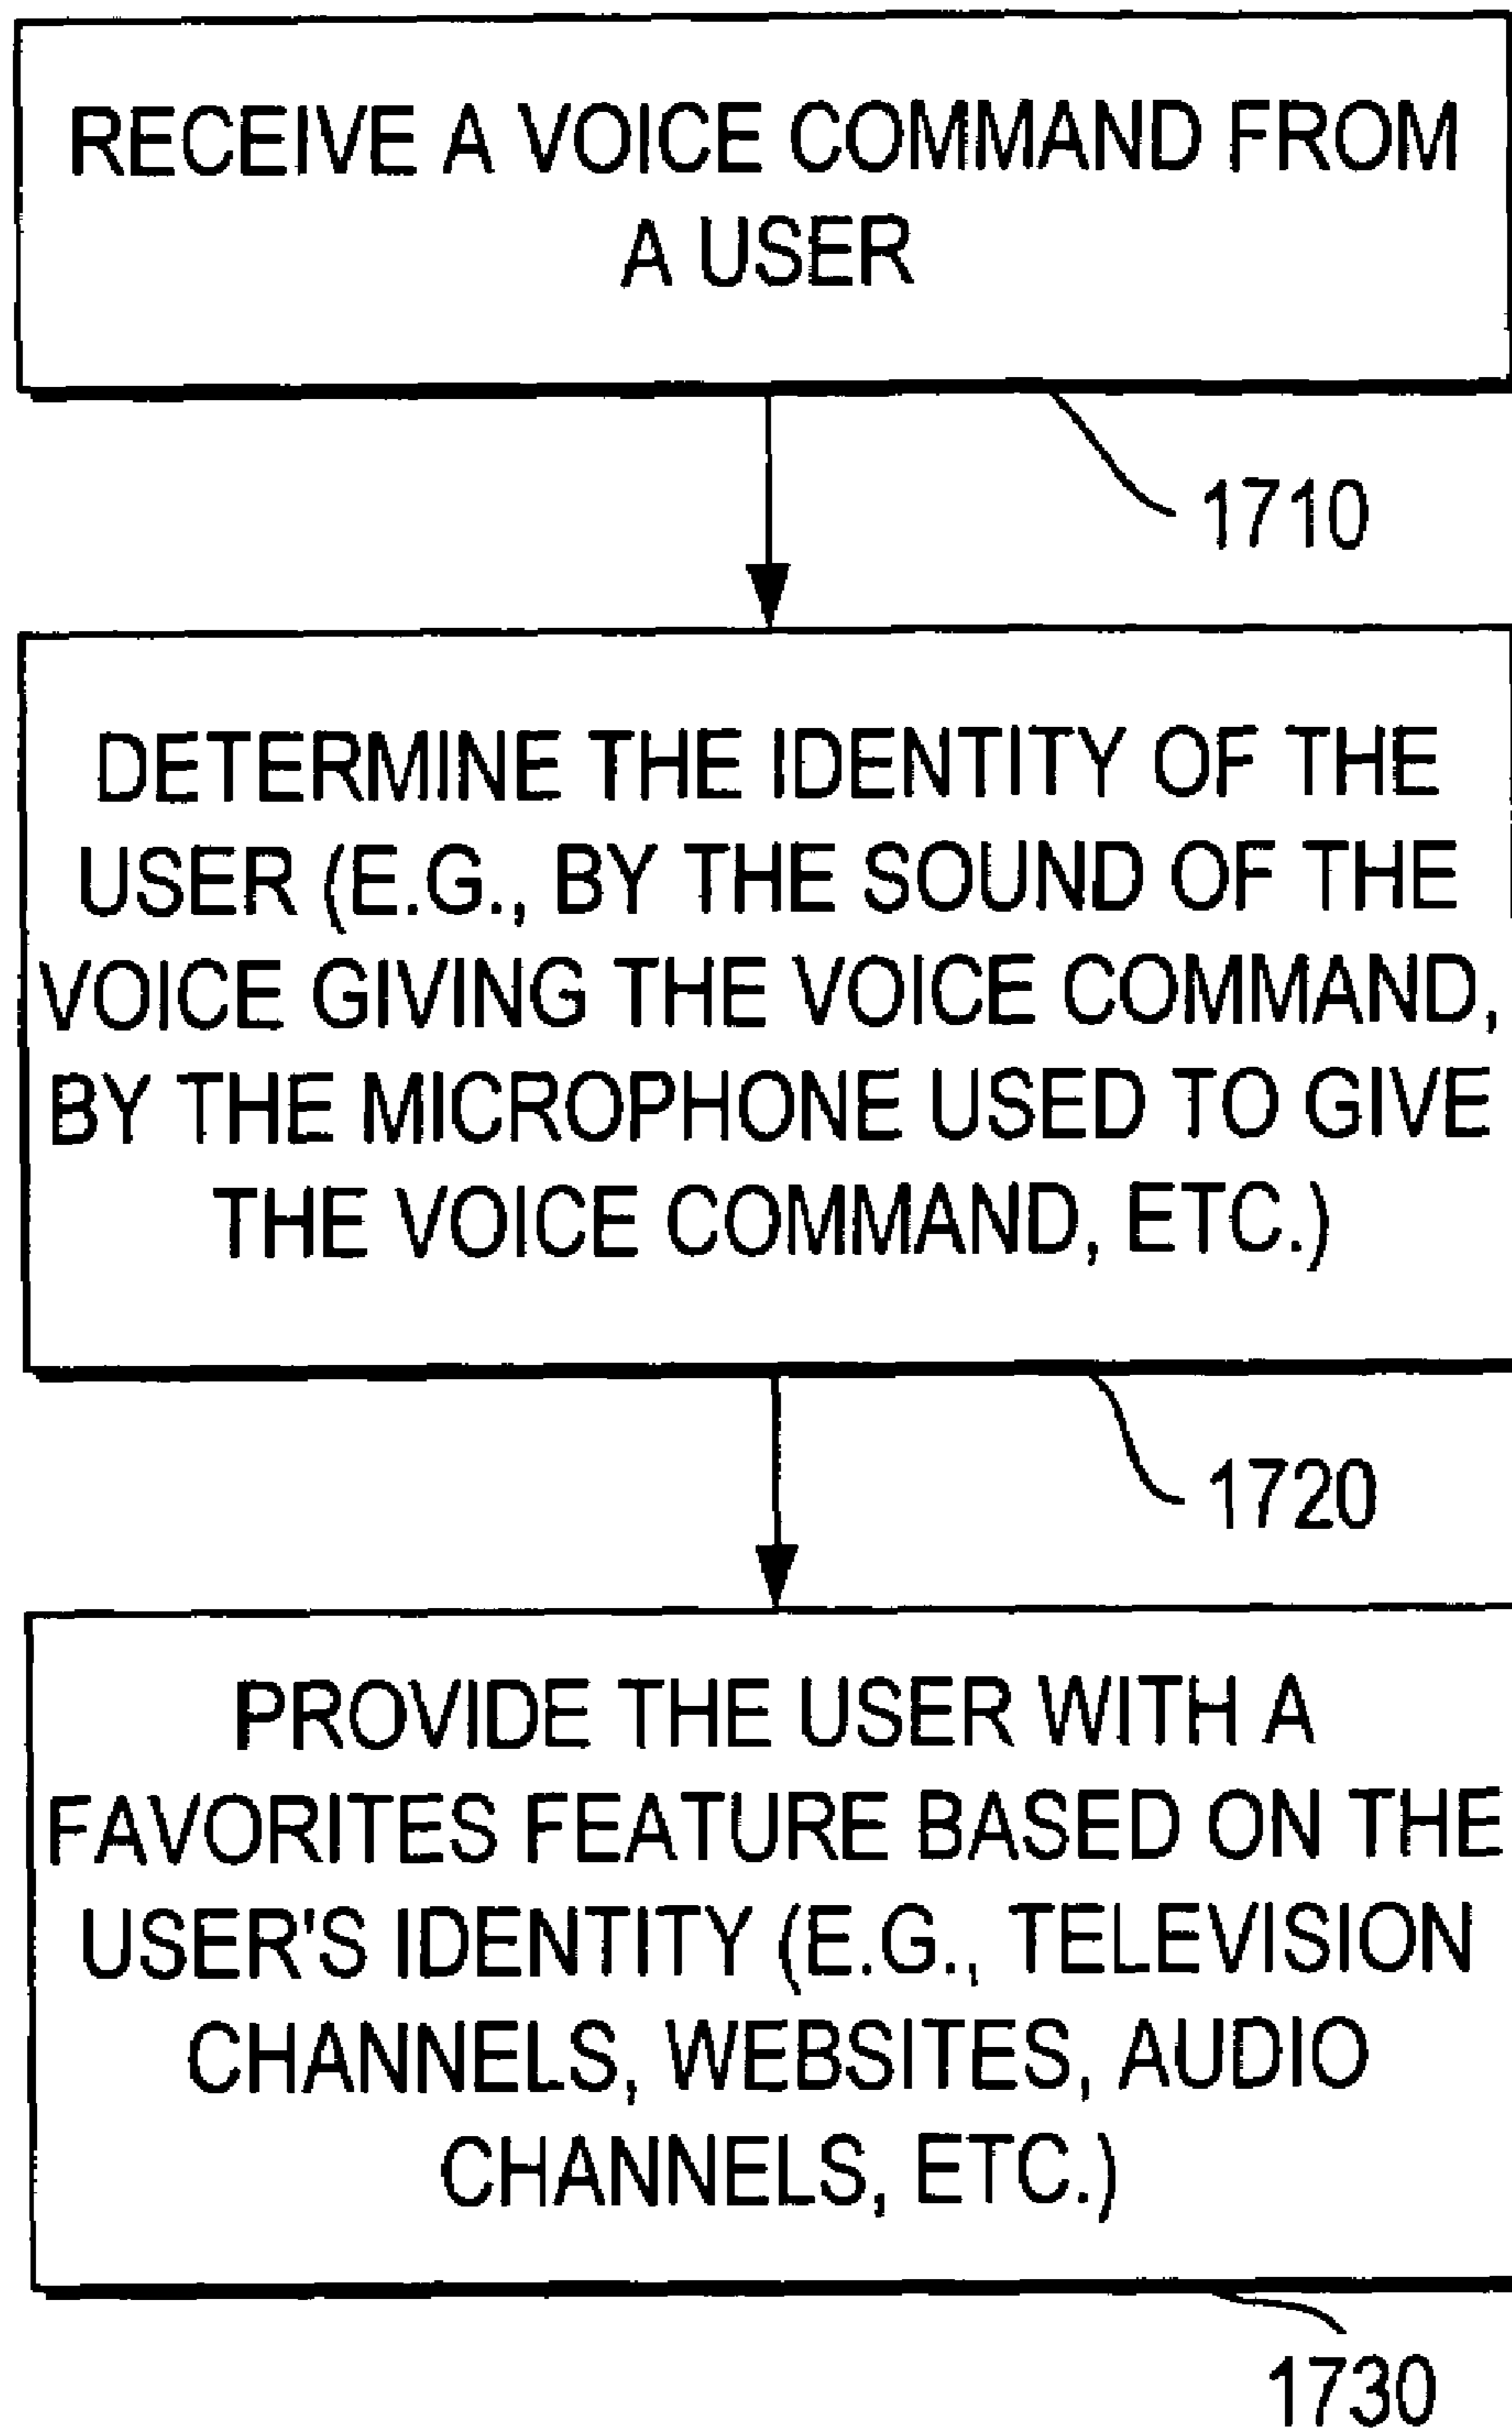 RECEIVE A VOICE COMMAND FROM
A USER
1710
DETERMINE THE IDENTITY OF THE
USER (E.G., BY THE SOUND OF THE
VOICE GIVING THE VOICE COMMAND,
BY THE MICROPHONE USED TO GIVE
THE VOICE COMMAND, ETC.)
1720
PROVIDE THE USER WITH A
FAVORITES FEATURE BASED ON THE
USER'S IDENTITY (E.G., TELEVISION
CHANNELS, WEBSITES, AUDIO
CHANNELS, ETC.)
1730